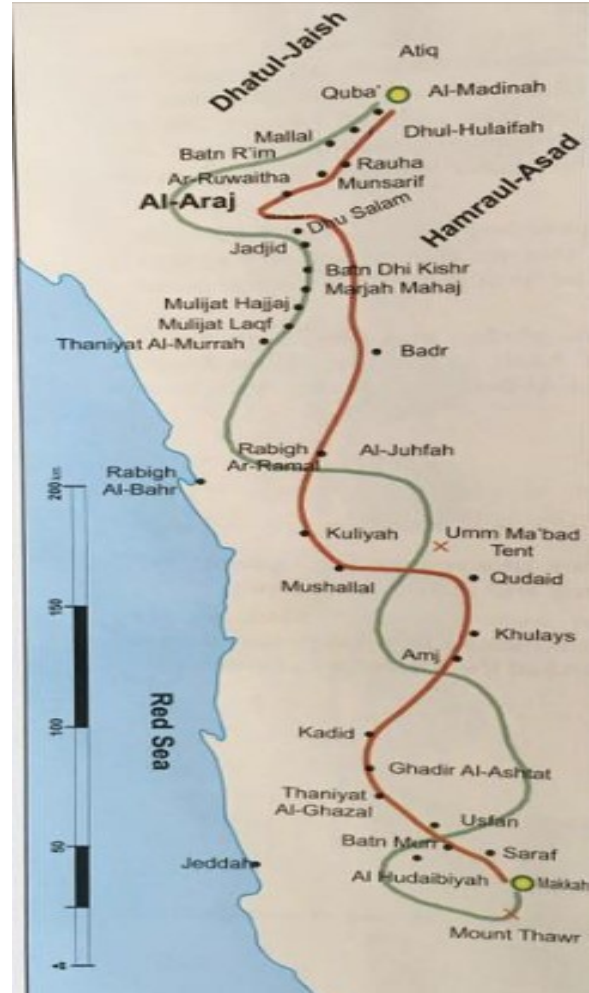 Atiq
Dhatul-Jaish
Quba'
Al-Madinah
Mallal
Dhul-Hulaifah
Batn R'im
Rauha
Ar-Ruwaitha
Munsarif
Al-Araj
Hamraul-Asad
Dhu Salam
Jadjid
Batn Dhi Kishr
Marjah Mahaj
Mulijat Hajjaj
Mulijat Laqf
Thaniyat Al-Murrah
Badr
Rabigh
Ar-Ramal
Al-Juhfah
Rabigh
Al-Bahr
200 km.
Kuliyah
Umm Ma'bad
Tent
Mushallal
Qudaid
150
Khulays
Amj
Red Sea
100
Kadid
Ghadir Al-Ashtat
Thaniyat
Al-Ghazal
Usfan
50
Batn Murr
Saraf
Jeddah
Al Hudaibiyah
Makkah
Mount Thawr